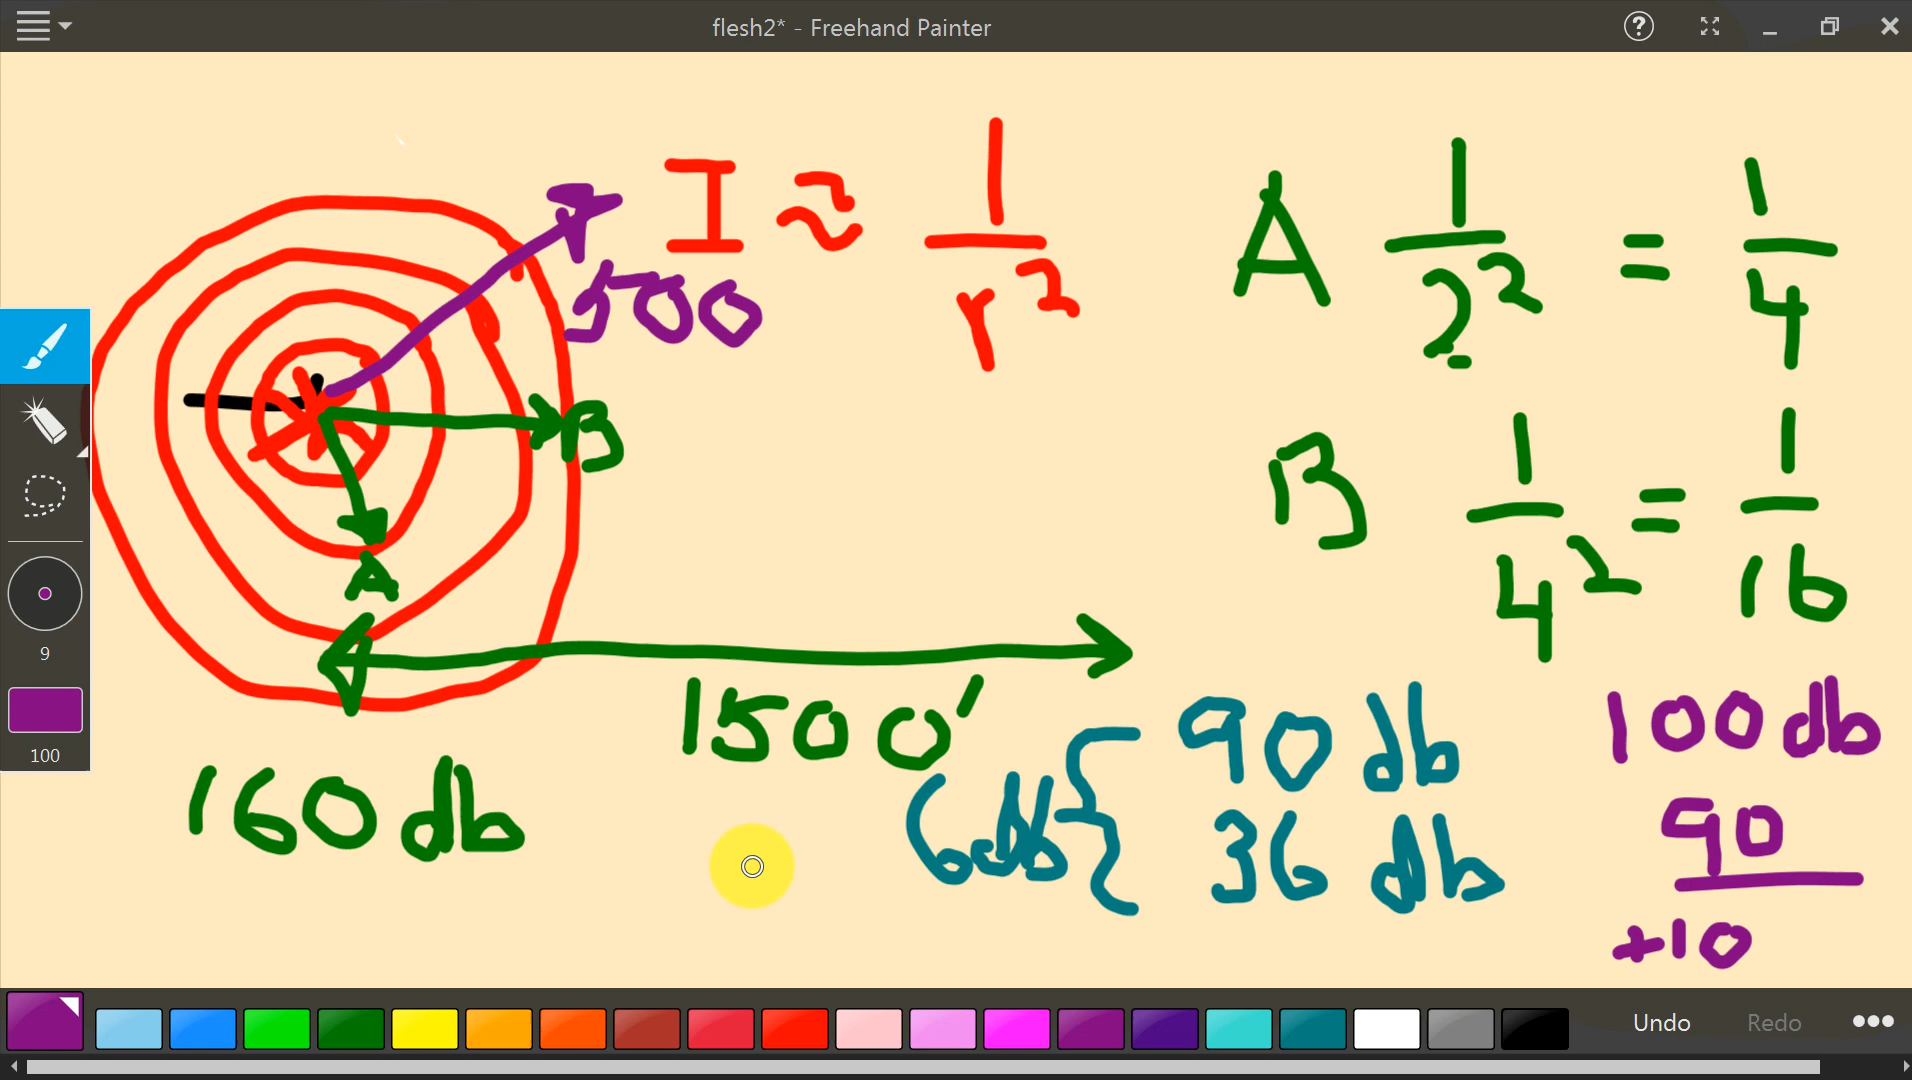 flesh2* - Freehand Painter
?
I ≈ 1/r²
500
A 1/2² = 1/4
B
A
B 1/4² = 1/16
1500'
160 db
6db { 90 db
36 db
100 db
90
+10
9
100
Undo Redo